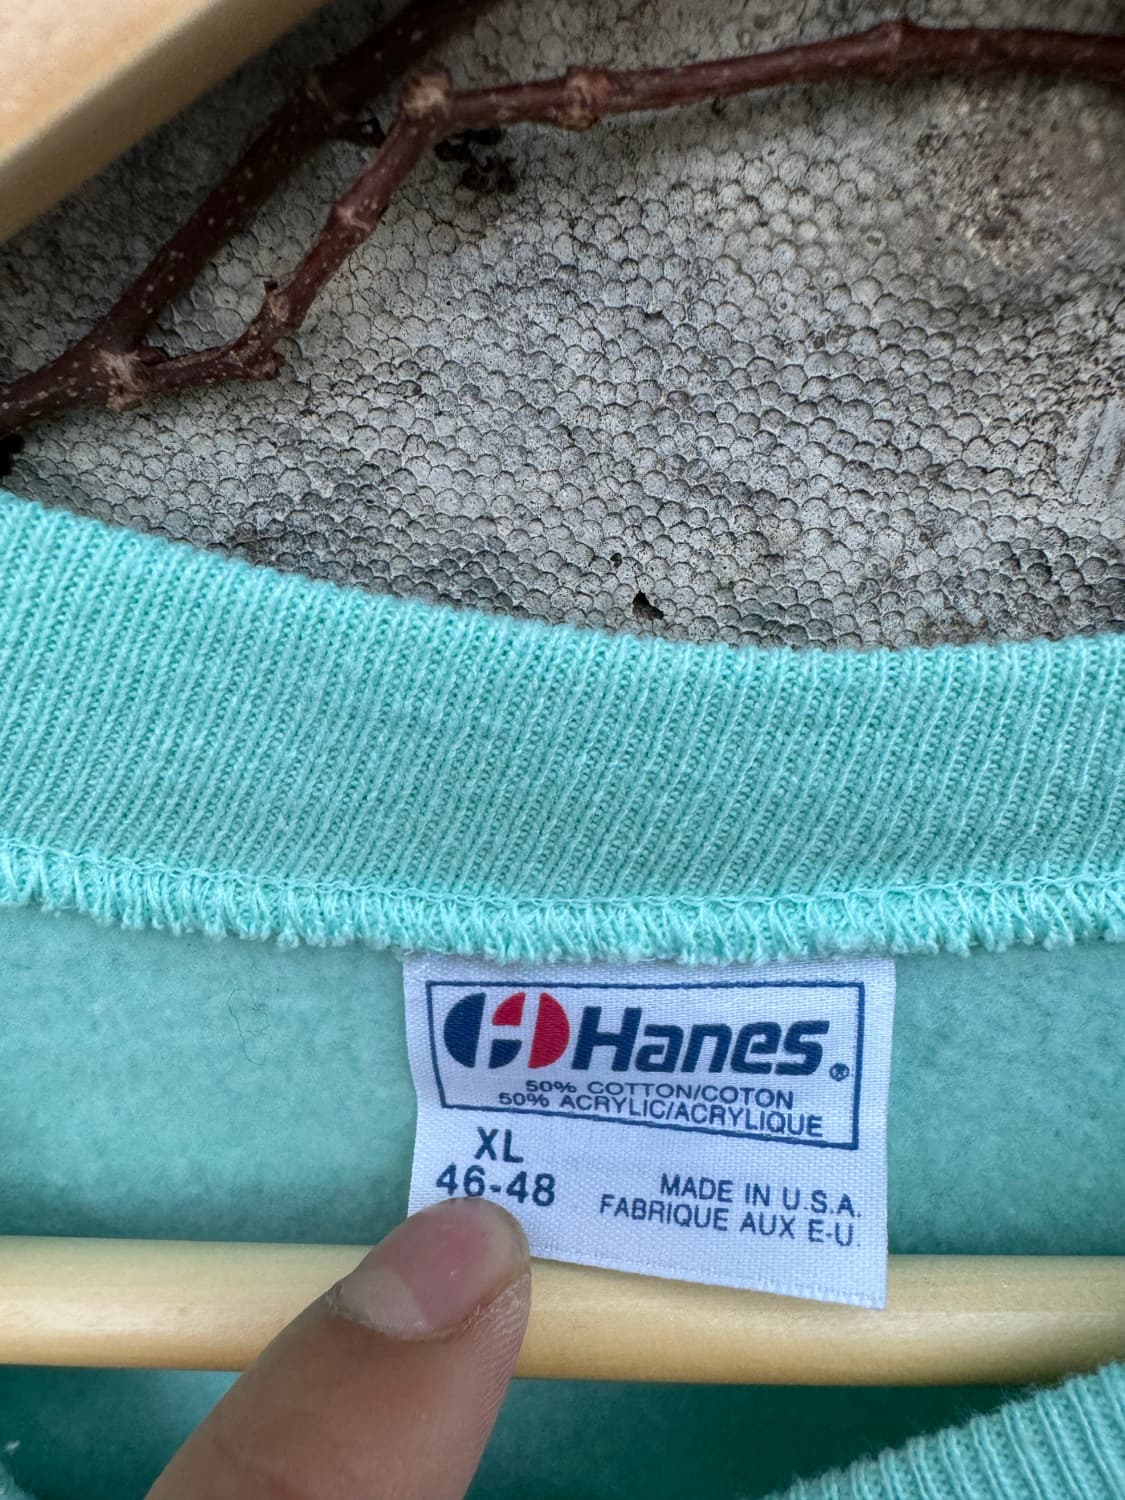 Hanes®
50% COTTON/COTON
50% ACRYLIC/ACRYLIQUE
XL
46-48
MADE IN U.S.A.
FABRIQUE AUX E-U.